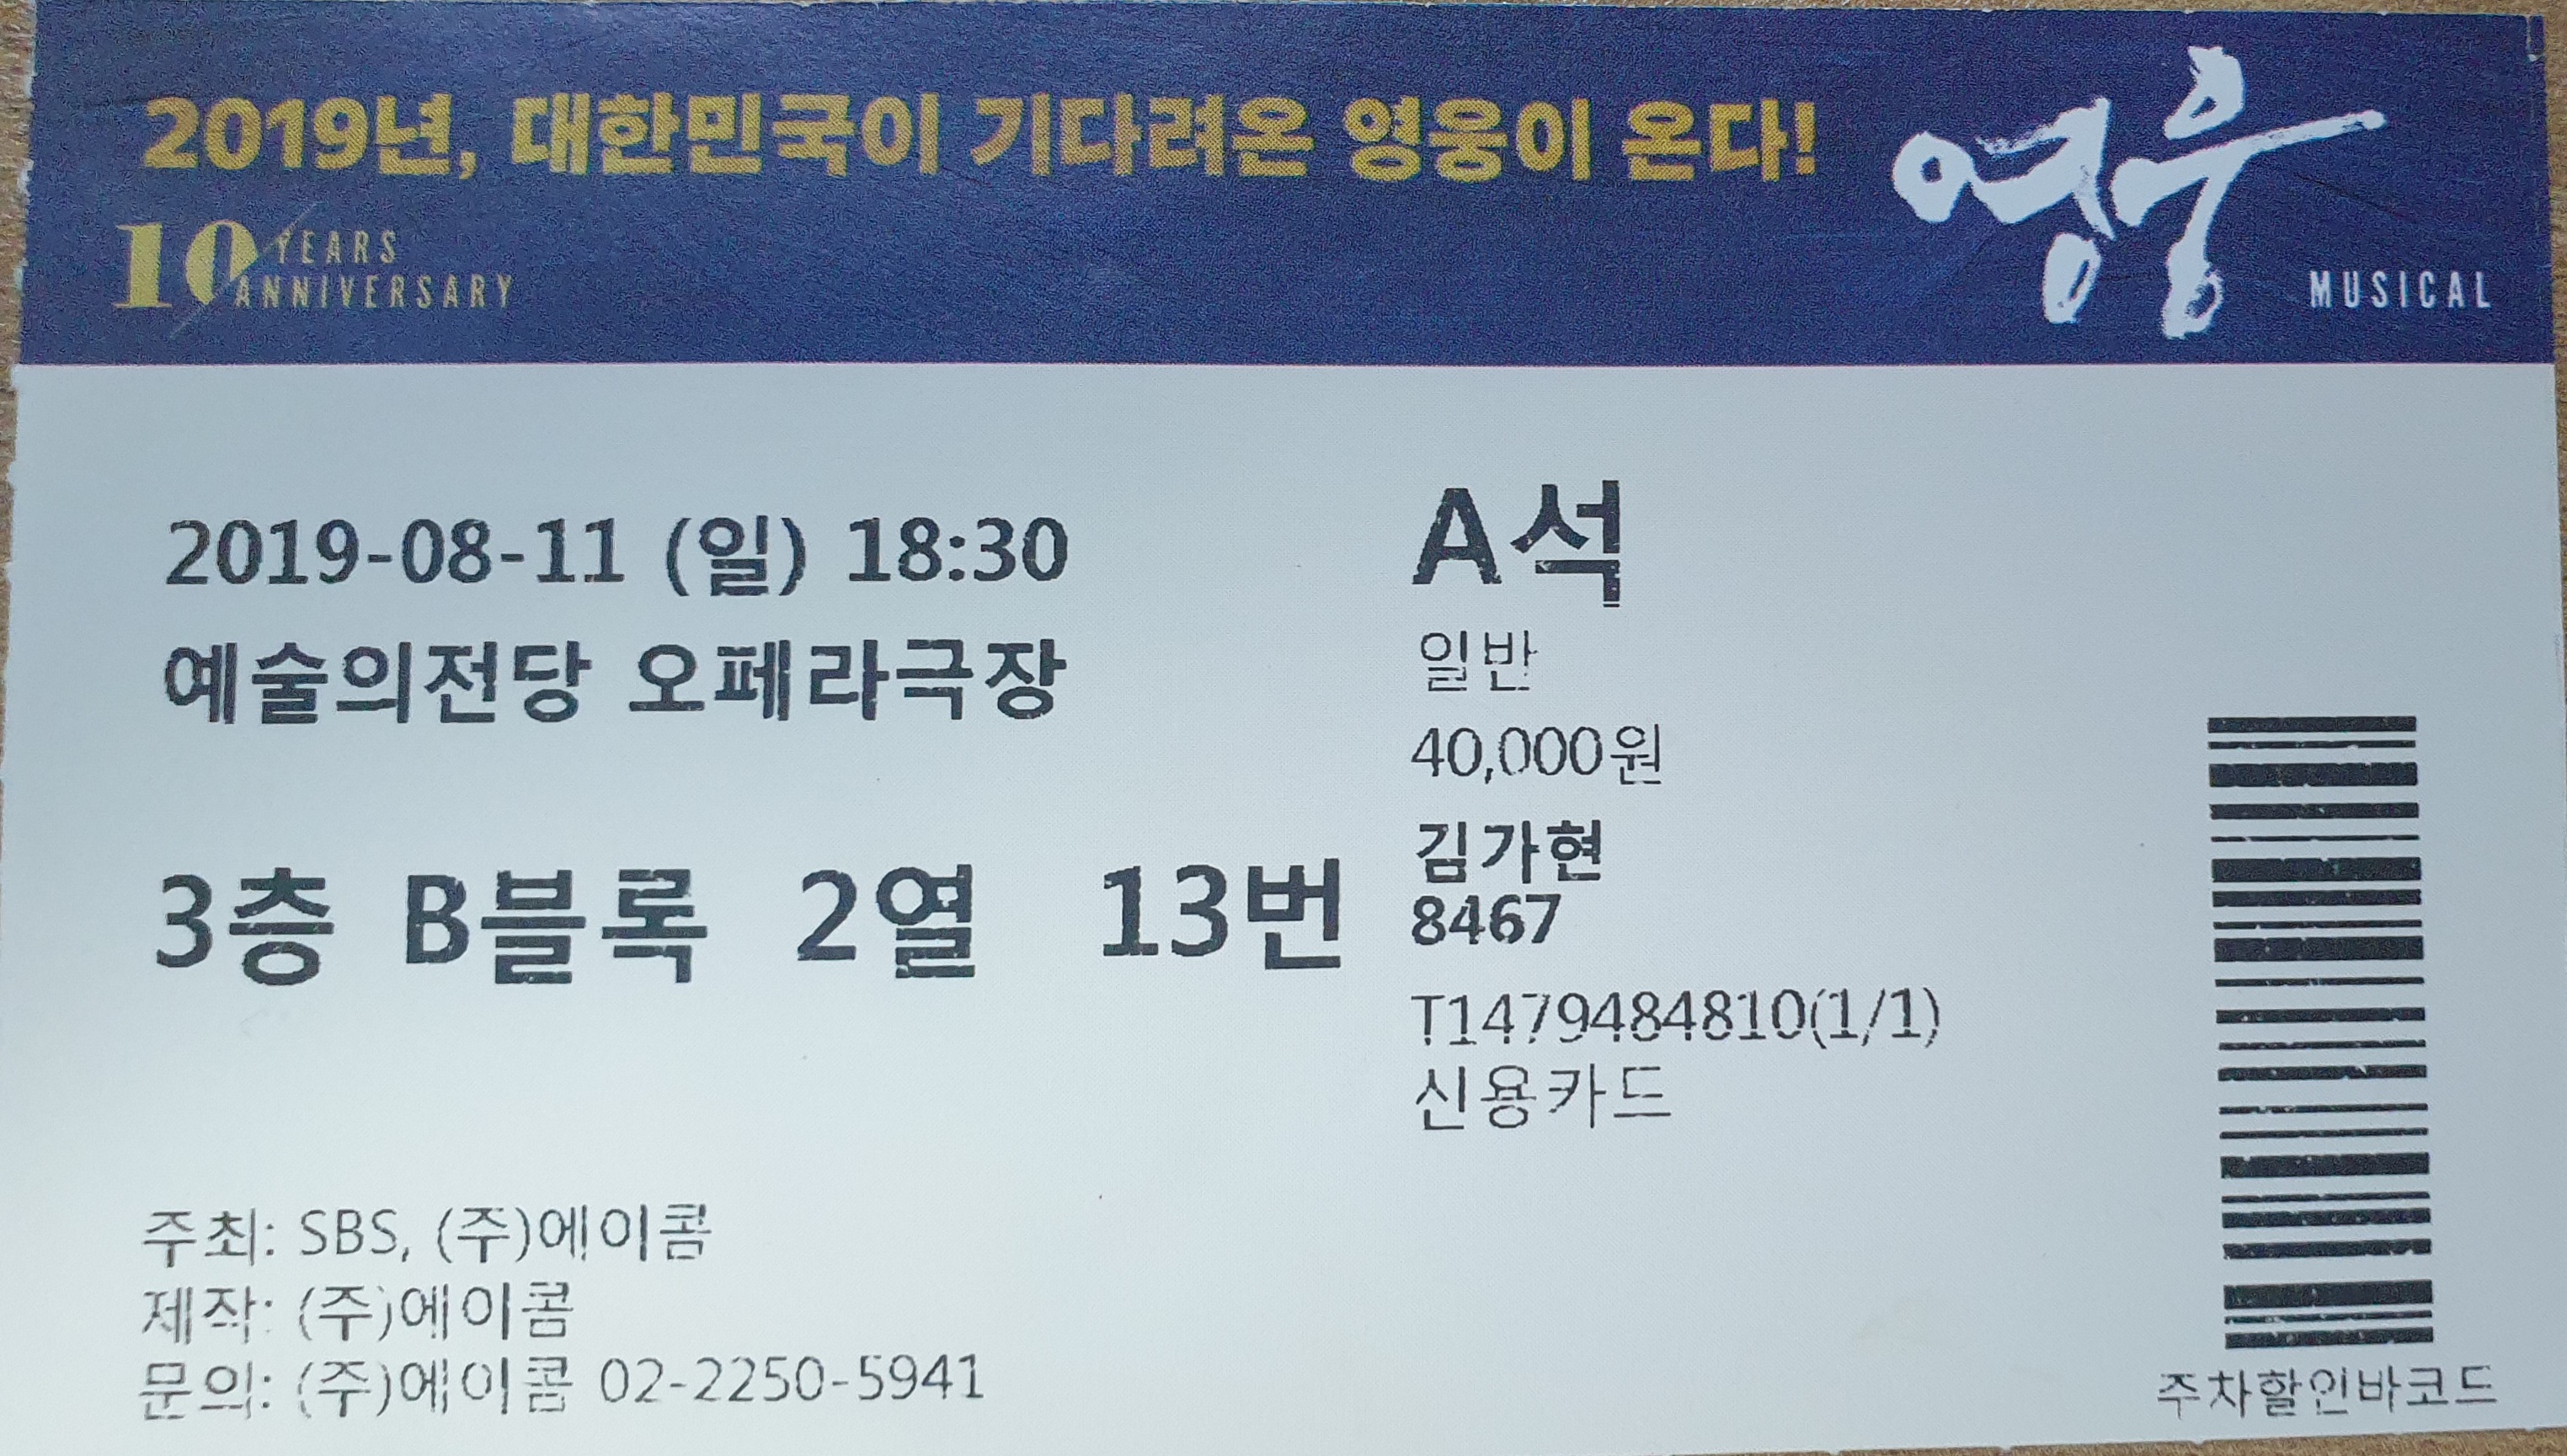 2019년, 대한민국이 기다려온 영웅이 온다!
영웅
MUSICAL
10 YEARS
ANNIVERSARY
2019-08-11 (일) 18:30
예술의전당 오페라극장
3층 B블록 2열 13번
A석
일반
40,000원
김가현
8467
T1479484810(1/1)
신용카드
주최: SBS, (주)에이콤
제작: (주)에이콤
문의: (주)에이콤 02-2250-5941
주차할인바코드